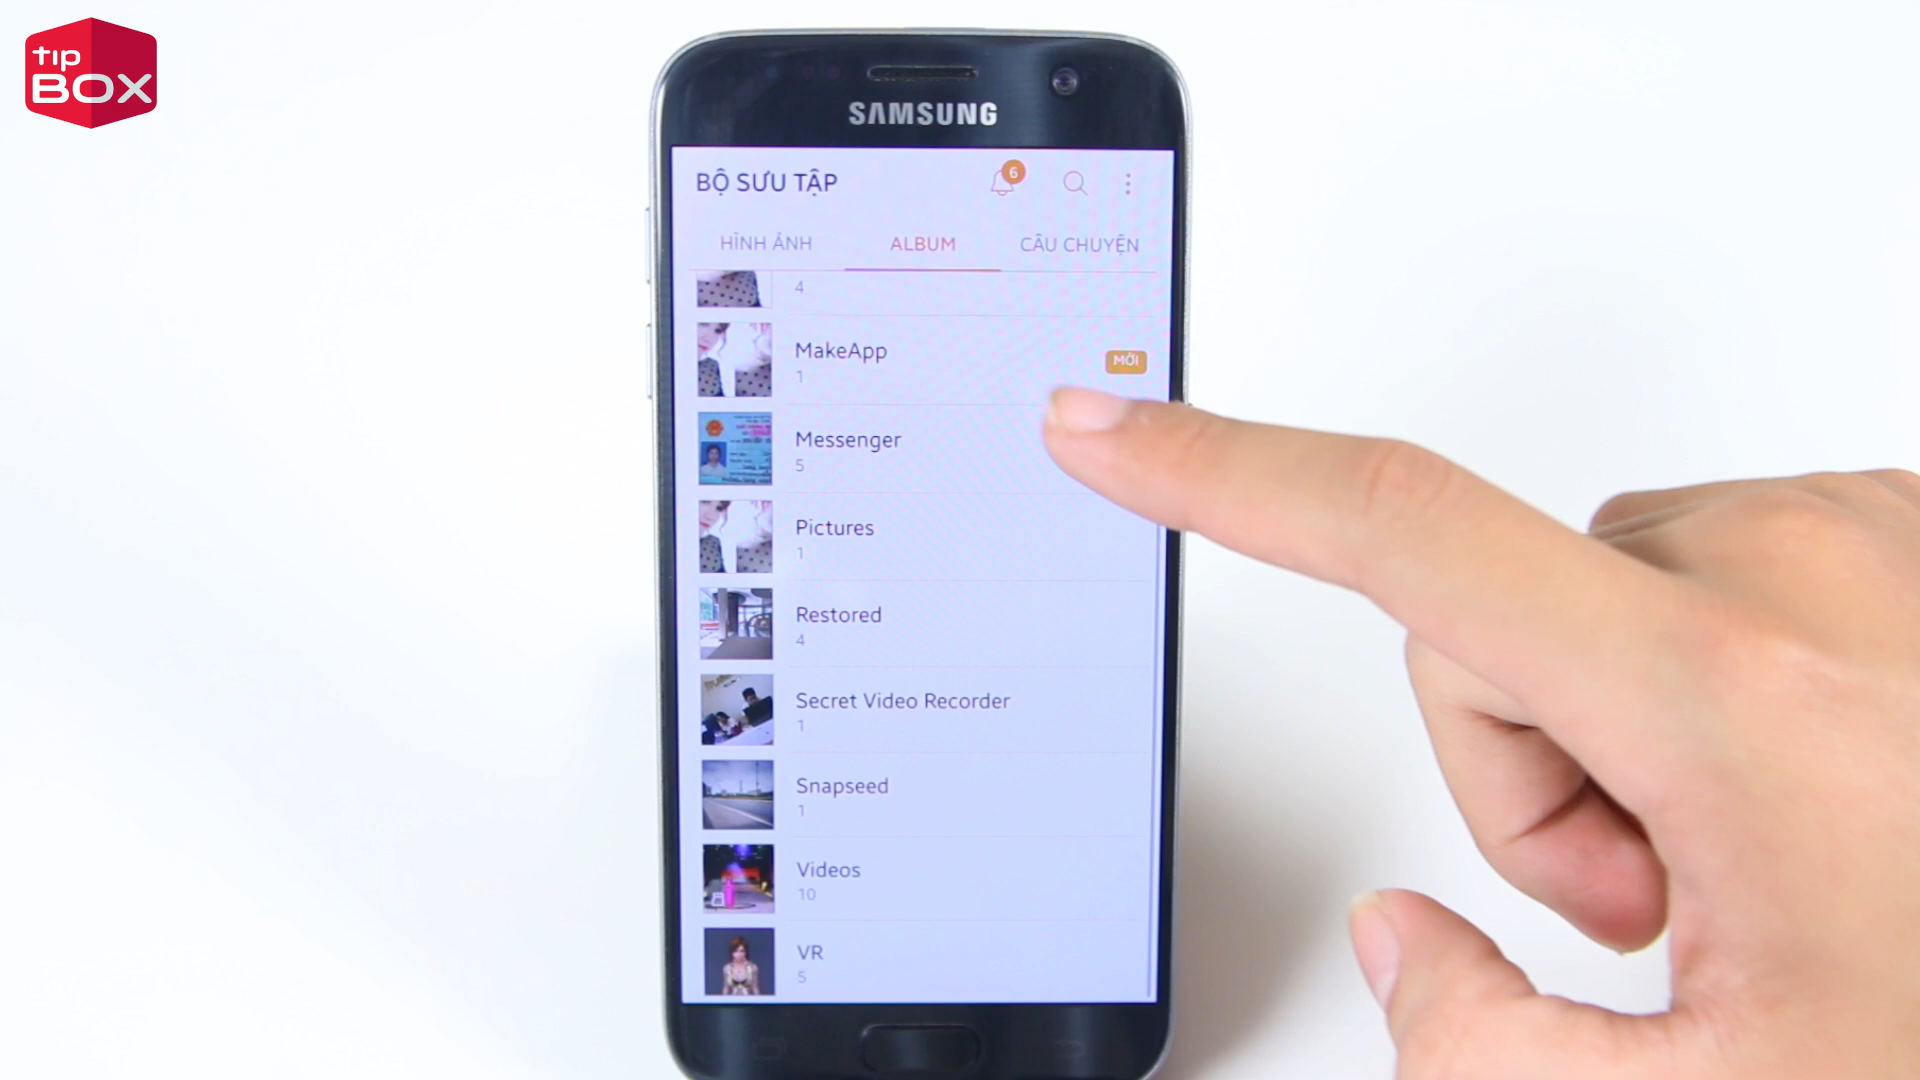 tip
BOX
SAMSUNG
BỘ SƯU TẬP
6
HÌNH ẢNH
ALBUM
CÂU CHUYỆN
4
MakeApp
1
MỚI
Messenger
5
Pictures
1
Restored
4
Secret Video Recorder
1
Snapseed
1
Videos
10
VR
5